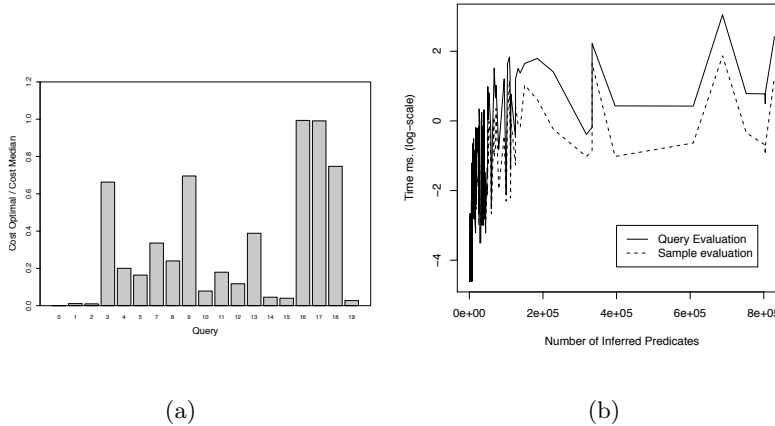 Cost Optimal / Cost Median
0.0 0.2 0.4 0.6 0.8 1.0 1.2
0 1 2 3 4 5 6 7 8 9 10 11 12 13 14 15 16 17 18 19
Query
(a)
Time ms. (log-scale)
2
0
-2
-4
Query Evaluation
Sample evaluation
0e+00 2e+05 4e+05 6e+05 8e+05
Number of Inferred Predicates
(b)